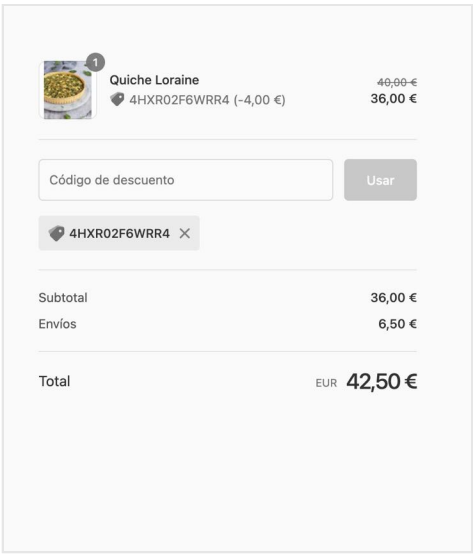 1
Quiche Loraine
40,00 €
4HXR02F6WRR4 (-4,00 €)
36,00 €
Código de descuento
Usar
4HXR02F6WRR4
Subtotal
36,00 €
Envíos
6,50 €
Total
EUR 42,50 €